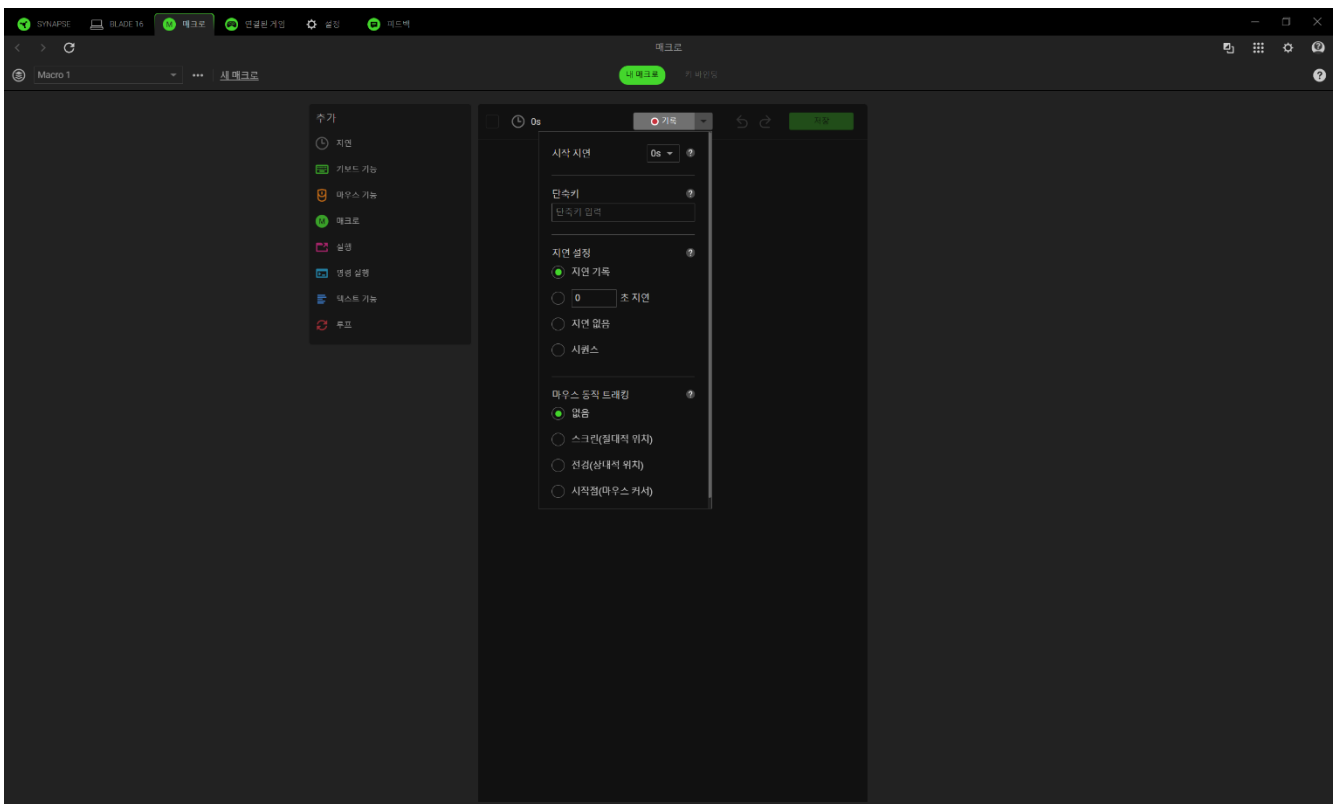 SYNAPSE BLADE 16 매크로 연결된 게임 설정 피드백
매크로
Macro 1 새 매크로 내 매크로 키 바인딩
추가
지연
키보드 기능
마우스 기능
매크로
실행
명령 실행
텍스트 기능
루프
0s 기록 저장
시작 지연 0s
단축키
단축키 입력
지연 설정
지연 기록
0 초 지연
지연 없음
시퀀스
마우스 동작 트래킹
없음
스크린(절대적 위치)
전경(상대적 위치)
시작점(마우스 커서)